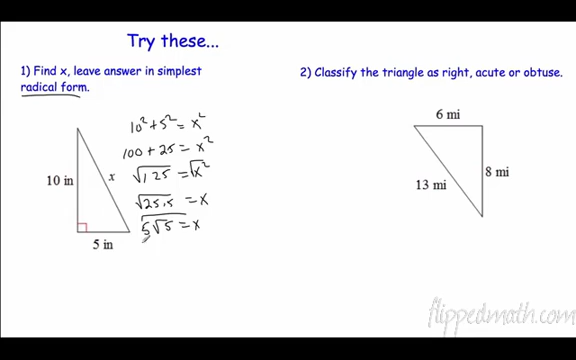 Try these...
1) Find x, leave answer in simplest
radical form.
2) Classify the triangle as right, acute or obtuse.
10 in
x
5 in
10² + 5² = x²
100 + 25 = x²
√125 = √x²
√25·5 = x
5√5 = x
6 mi
8 mi
13 mi
flippedmath.com